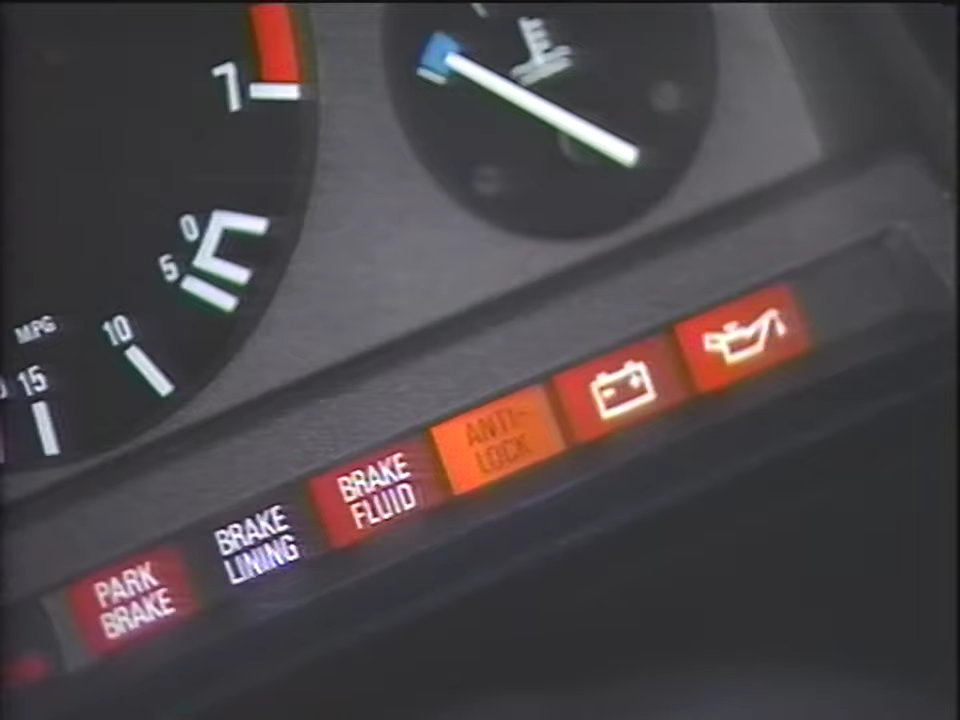 7
0
5
10
MPG
15
ANTI-
LOCK
BRAKE
FLUID
BRAKE
LINING
PARK
BRAKE